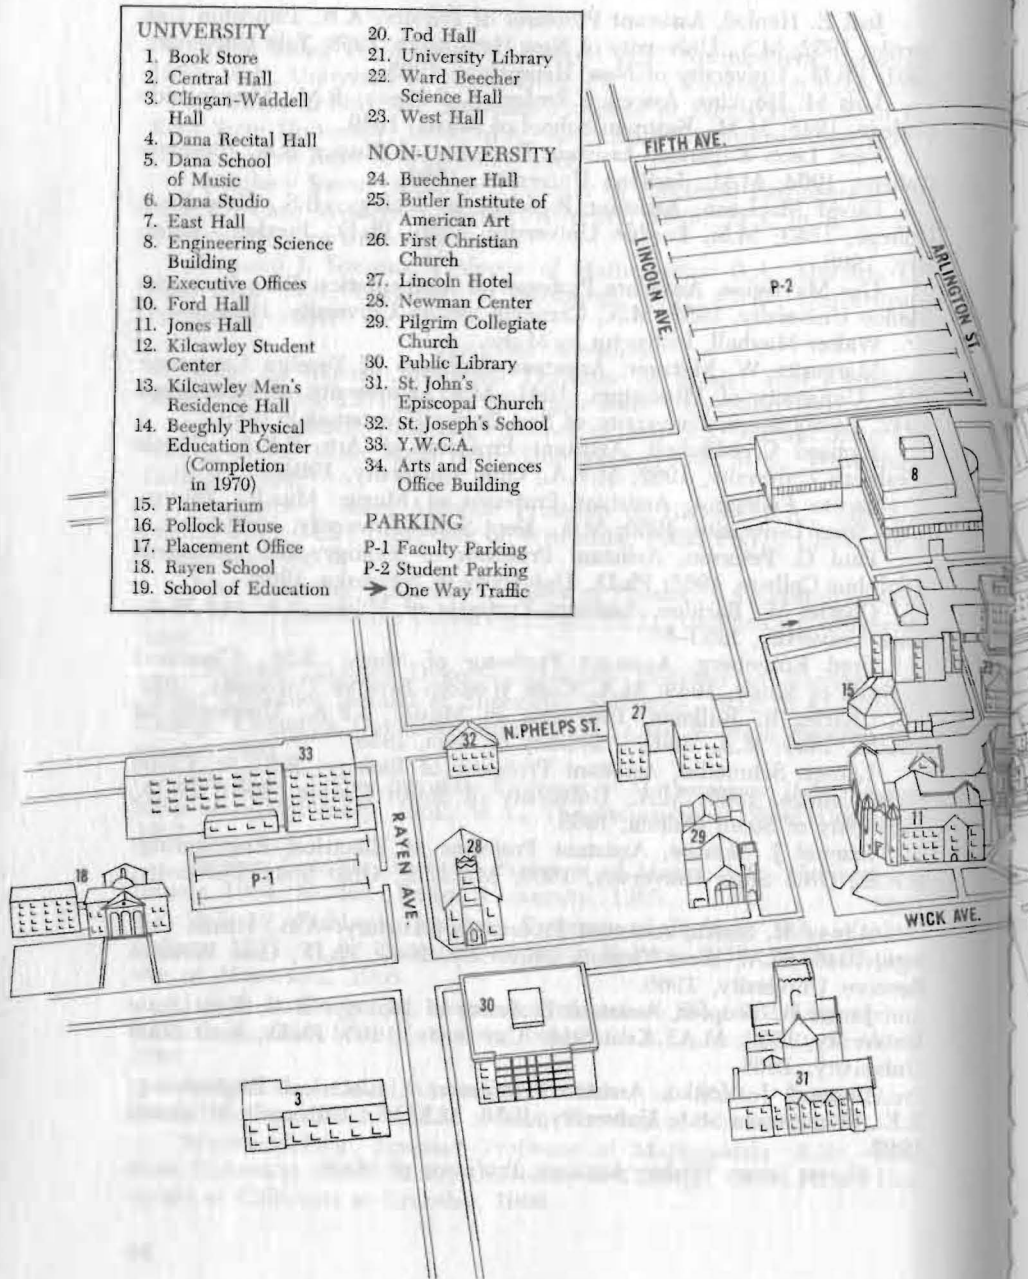 UNIVERSITY
1. Book Store
2. Central Hall
3. Clingan-Waddell
Hall
4. Dana Recital Hall
5. Dana School
of Music
6. Dana Studio
7. East Hall
8. Engineering Science
Building
9. Executive Offices
10. Ford Hall
11. Jones Hall
12. Kilcawley Student
Center
13. Kilcawley Men's
Residence Hall
14. Beeghly Physical
Education Center
(Completion
in 1970)
15. Planetarium
16. Pollock House
17. Placement Office
18. Rayen School
19. School of Education
20. Tod Hall
21. University Library
22. Ward Beecher
Science Hall
23. West Hall
NON-UNIVERSITY
24. Buechner Hall
25. Butler Institute of
American Art
26. First Christian
Church
27. Lincoln Hotel
28. Newman Center
29. Pilgrim Collegiate
Church
30. Public Library
31. St. John's
Episcopal Church
32. St. Joseph's School
33. Y.W.C.A.
34. Arts and Sciences
Office Building
PARKING
P-1 Faculty Parking
P-2 Student Parking
→ One Way Traffic
FIFTH AVE.
LINCOLN AVE.
P-2
ARLINGTON ST.
8
15
27
N. PHELPS ST.
32
33
RAYEN AVE.
28
29
11
18
P-1
WICK AVE.
30
31
3